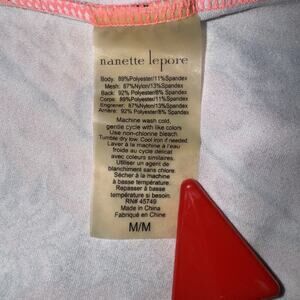 nanette lepore
Body: 89%Polyester/11%Spandex
Mesh: 87%Nylon/13%Spandex
Back: 92% Polyester/8% Spandex
Corps: 89%Polyester/11%Spandex
Engrener: 87%Nylon/13%Spandex
Arrière: 92% Polyester/8% Spandex
Machine wash cold,
gentle cycle with like colors
Use non-chlorine bleach.
Tumble dry low. Cool iron if needed.
Laver à la machine à l'eau
froide au cycle délicat
avec couleurs similaires.
Utiliser un agent de
blanchiment sans chlore.
Sécher à la machine
à basse température.
Repasser à basse
température si besoin.
RN# 45749
Made in China
Fabriqué en Chine
M/M